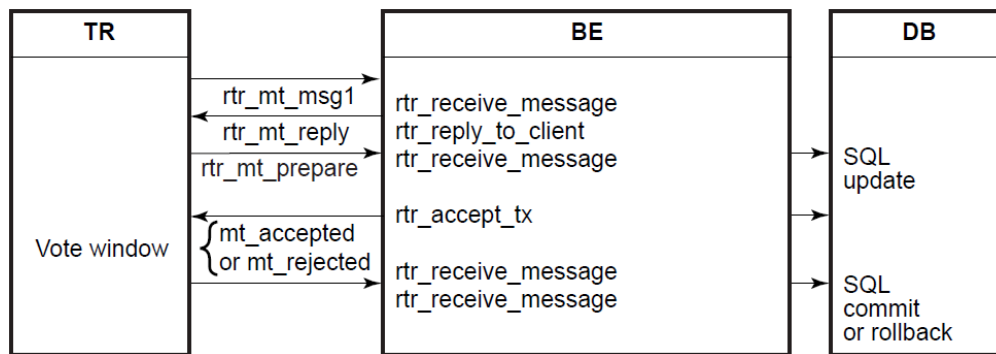 TR
BE
DB
rtr_mt_msg1
rtr_receive_message
rtr_mt_reply
rtr_reply_to_client
rtr_mt_prepare
rtr_receive_message
SQL
update
rtr_accept_tx
Vote window
mt_accepted
or mt_rejected
rtr_receive_message
rtr_receive_message
SQL
commit
or rollback